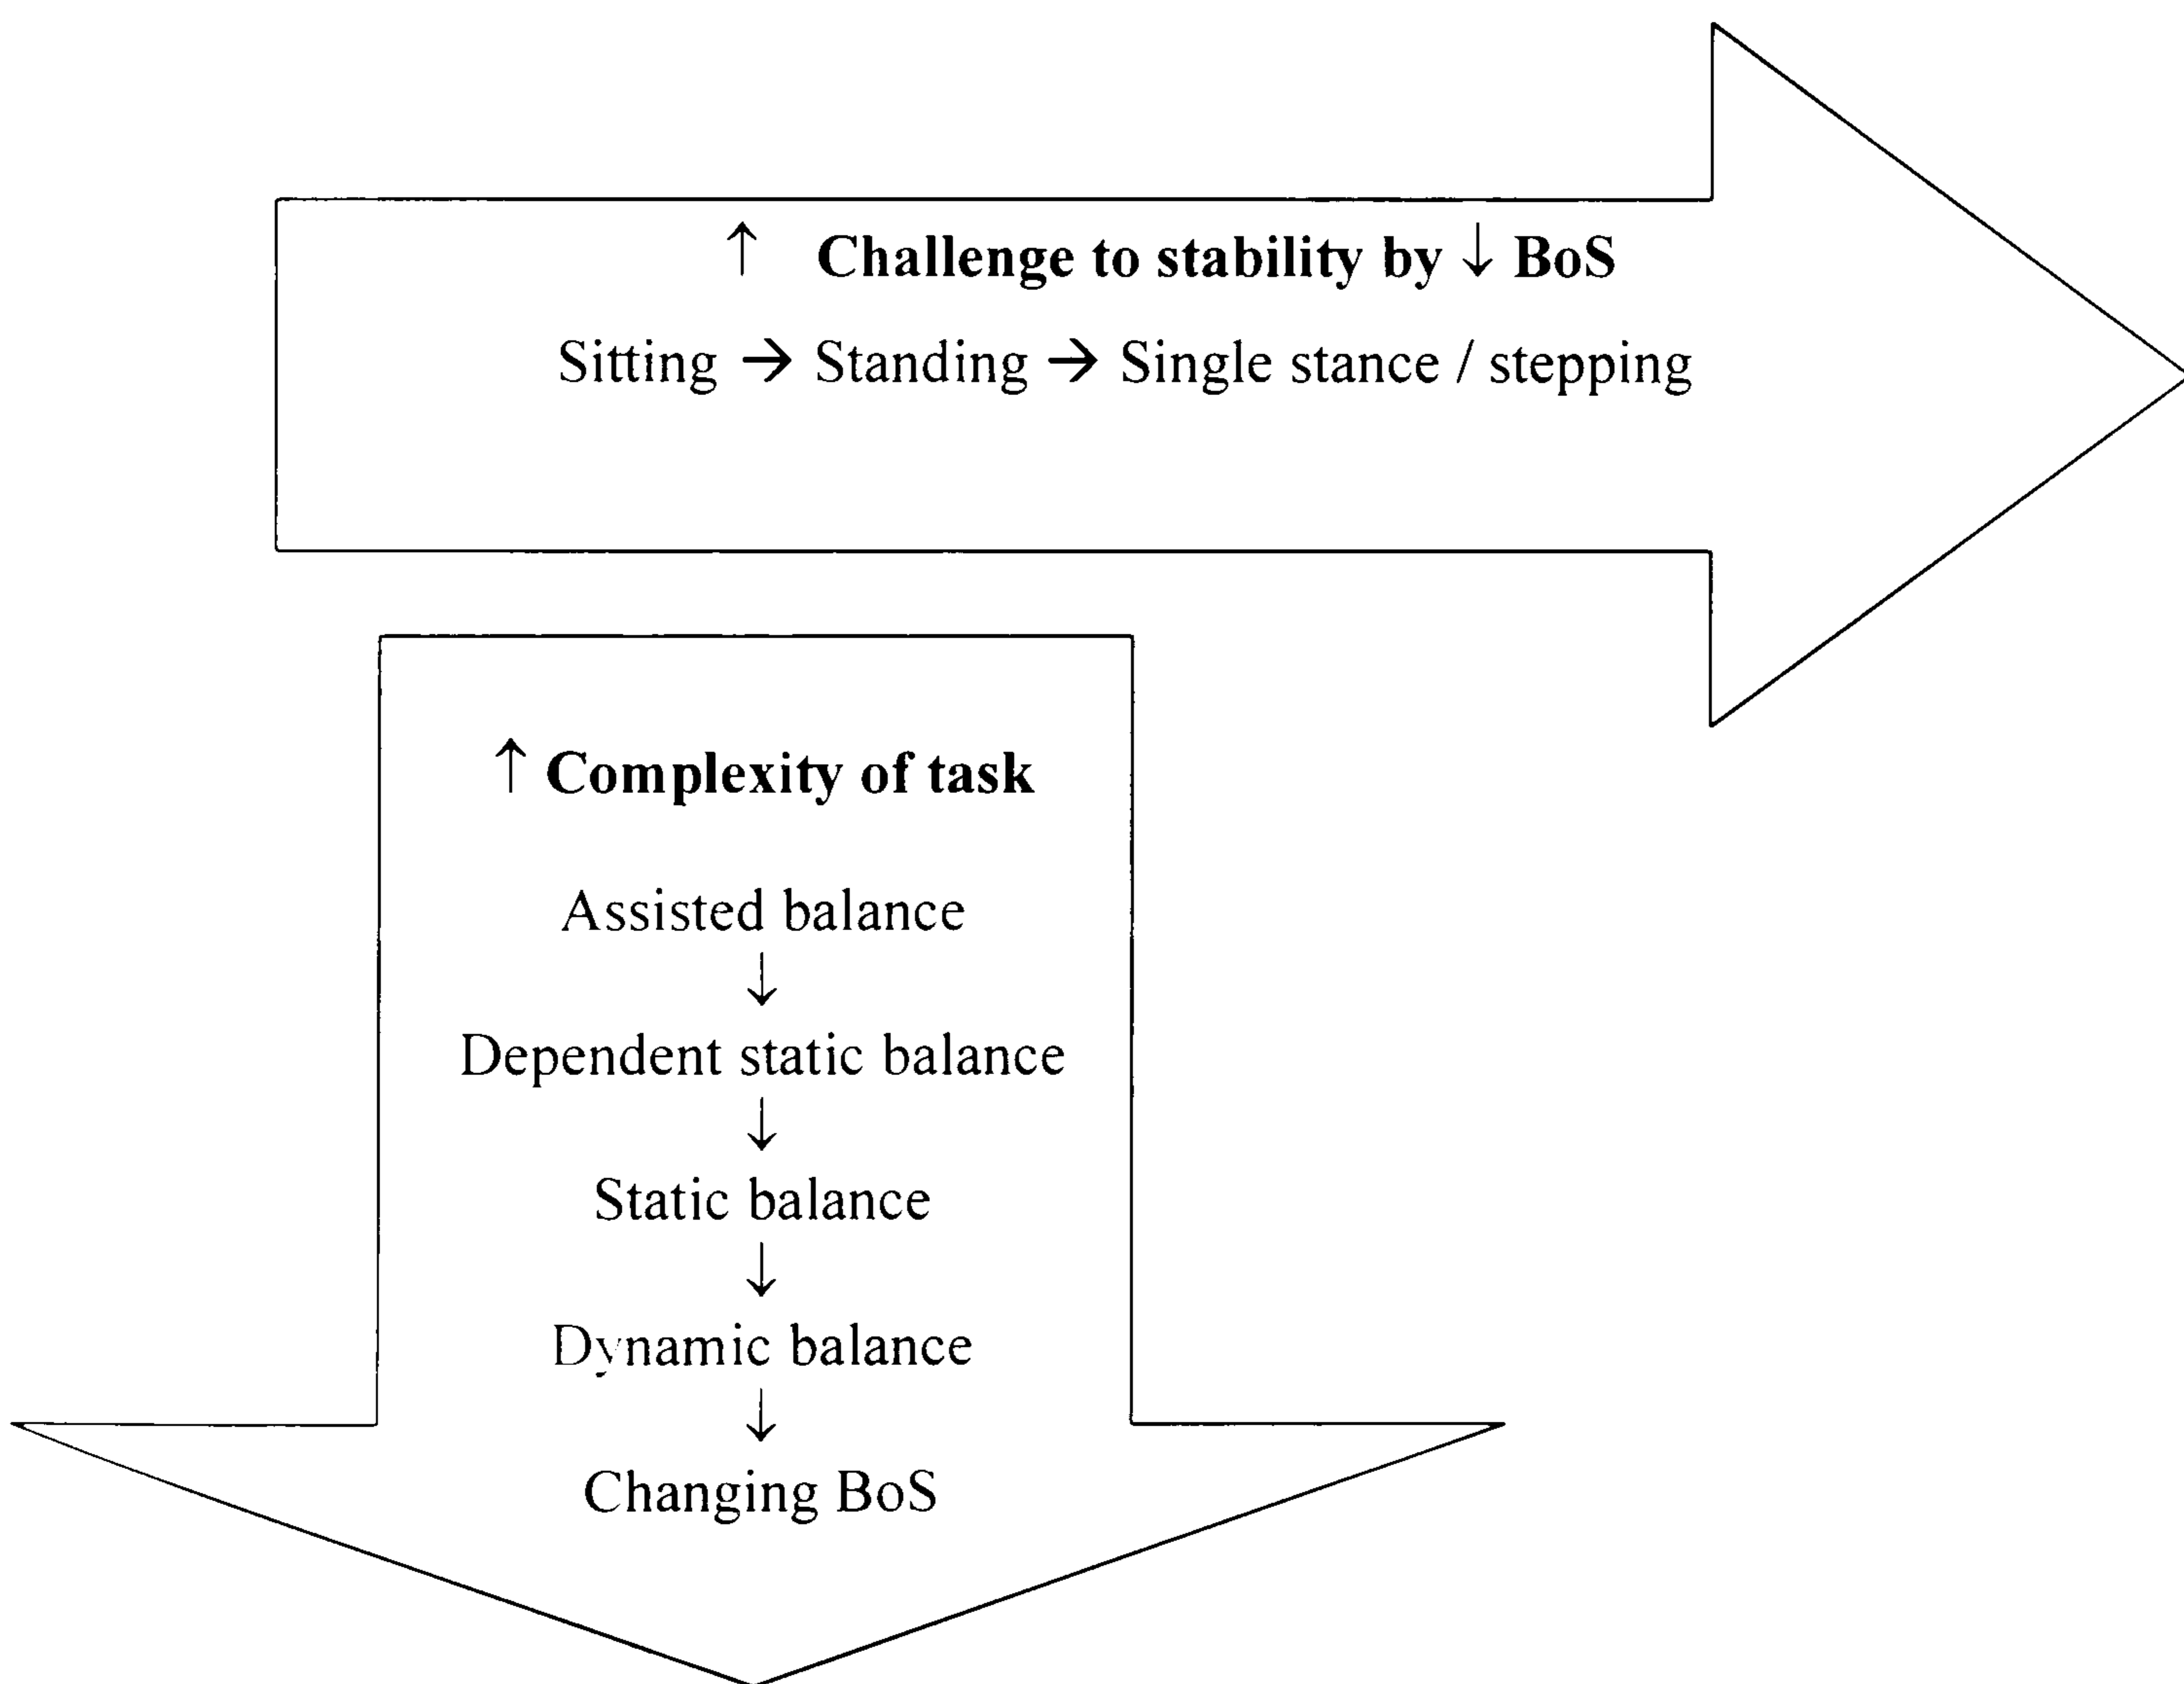 ↑ Challenge to stability by ↓ BoS
Sitting → Standing → Single stance / stepping
↑ Complexity of task
Assisted balance
↓
Dependent static balance
↓
Static balance
↓
Dynamic balance
↓
Changing BoS